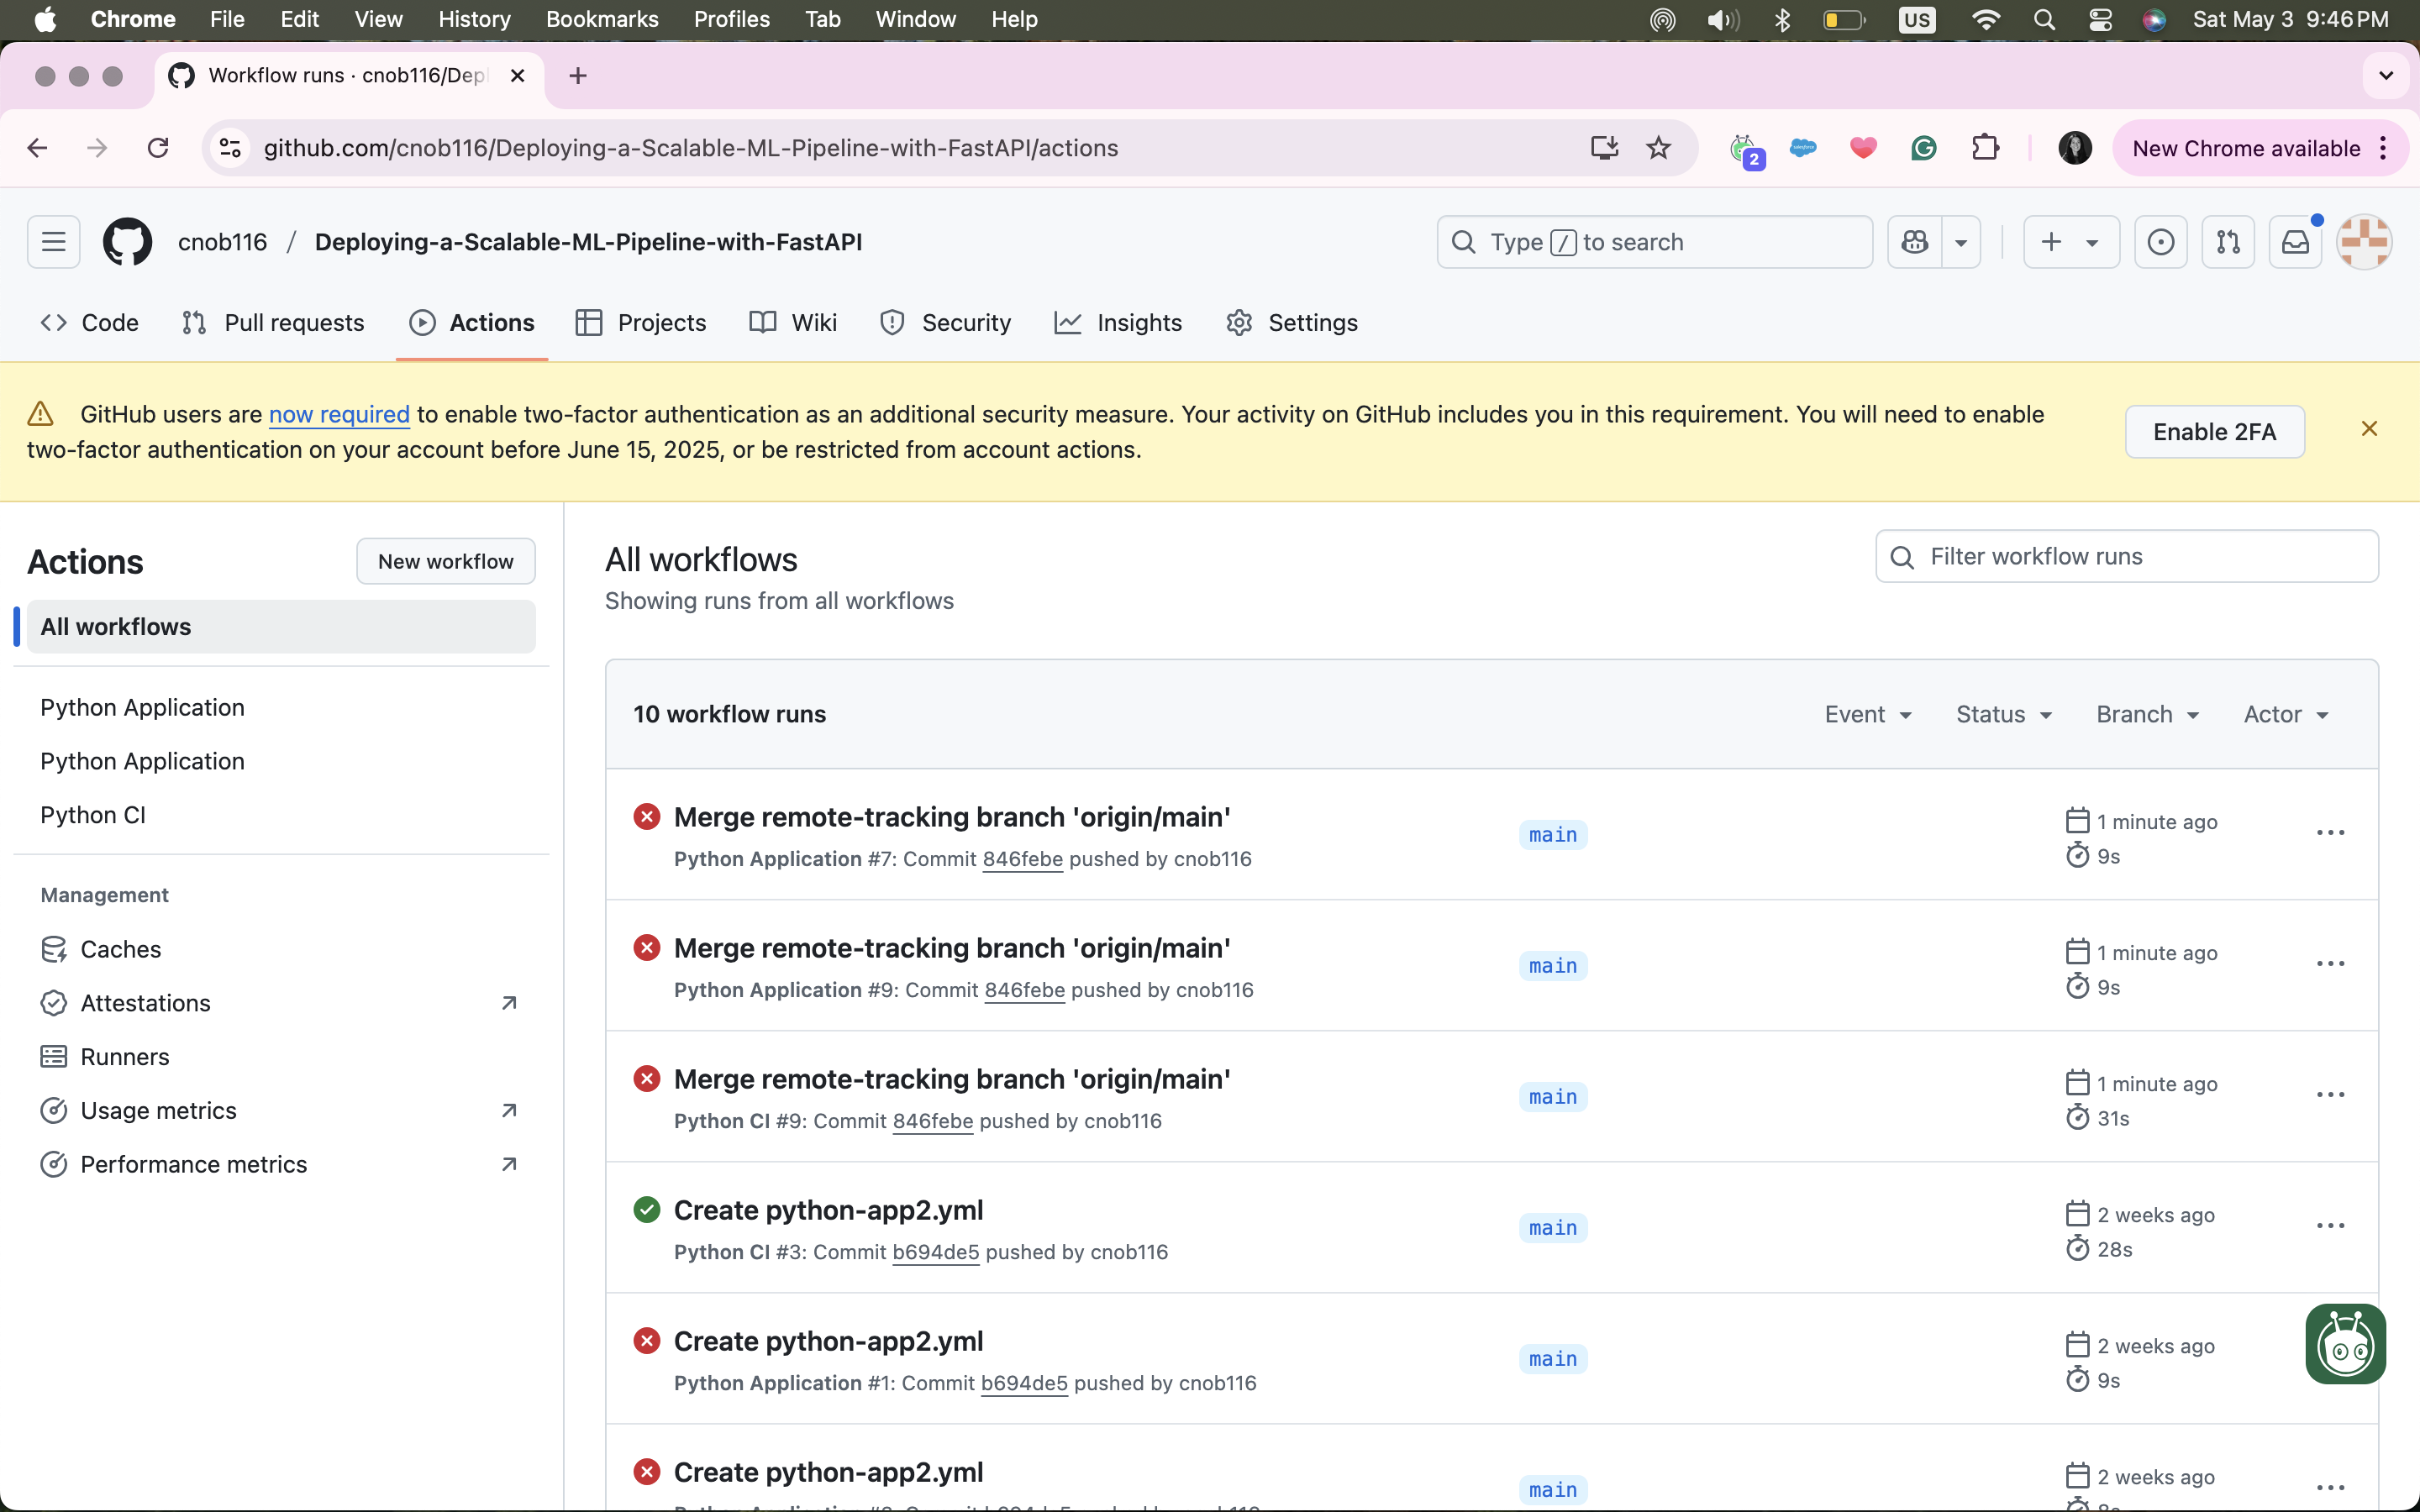 Chrome File Edit View History Bookmarks Profiles Tab Window Help US Sat May 3 9:46 PM
Workflow runs · cnob116/Depl
github.com/cnob116/Deploying-a-Scalable-ML-Pipeline-with-FastAPI/actions 2 New Chrome available
cnob116 / Deploying-a-Scalable-ML-Pipeline-with-FastAPI Type / to search
Code Pull requests Actions Projects Wiki Security Insights Settings
GitHub users are now required to enable two-factor authentication as an additional security measure. Your activity on GitHub includes you in this requirement. You will need to enable
two-factor authentication on your account before June 15, 2025, or be restricted from account actions.
Enable 2FA
Actions
New workflow
All workflows
Python Application
Python Application
Python CI
Management
Caches
Attestations
Runners
Usage metrics
Performance metrics
All workflows
Showing runs from all workflows
Filter workflow runs
10 workflow runs
Event Status Branch Actor
Merge remote-tracking branch 'origin/main'
Python Application #7: Commit 846febe pushed by cnob116
main
1 minute ago
9s
Merge remote-tracking branch 'origin/main'
Python Application #9: Commit 846febe pushed by cnob116
main
1 minute ago
9s
Merge remote-tracking branch 'origin/main'
Python CI #9: Commit 846febe pushed by cnob116
main
1 minute ago
31s
Create python-app2.yml
Python CI #3: Commit b694de5 pushed by cnob116
main
2 weeks ago
28s
Create python-app2.yml
Python Application #1: Commit b694de5 pushed by cnob116
main
2 weeks ago
9s
Create python-app2.yml
main
2 weeks ago